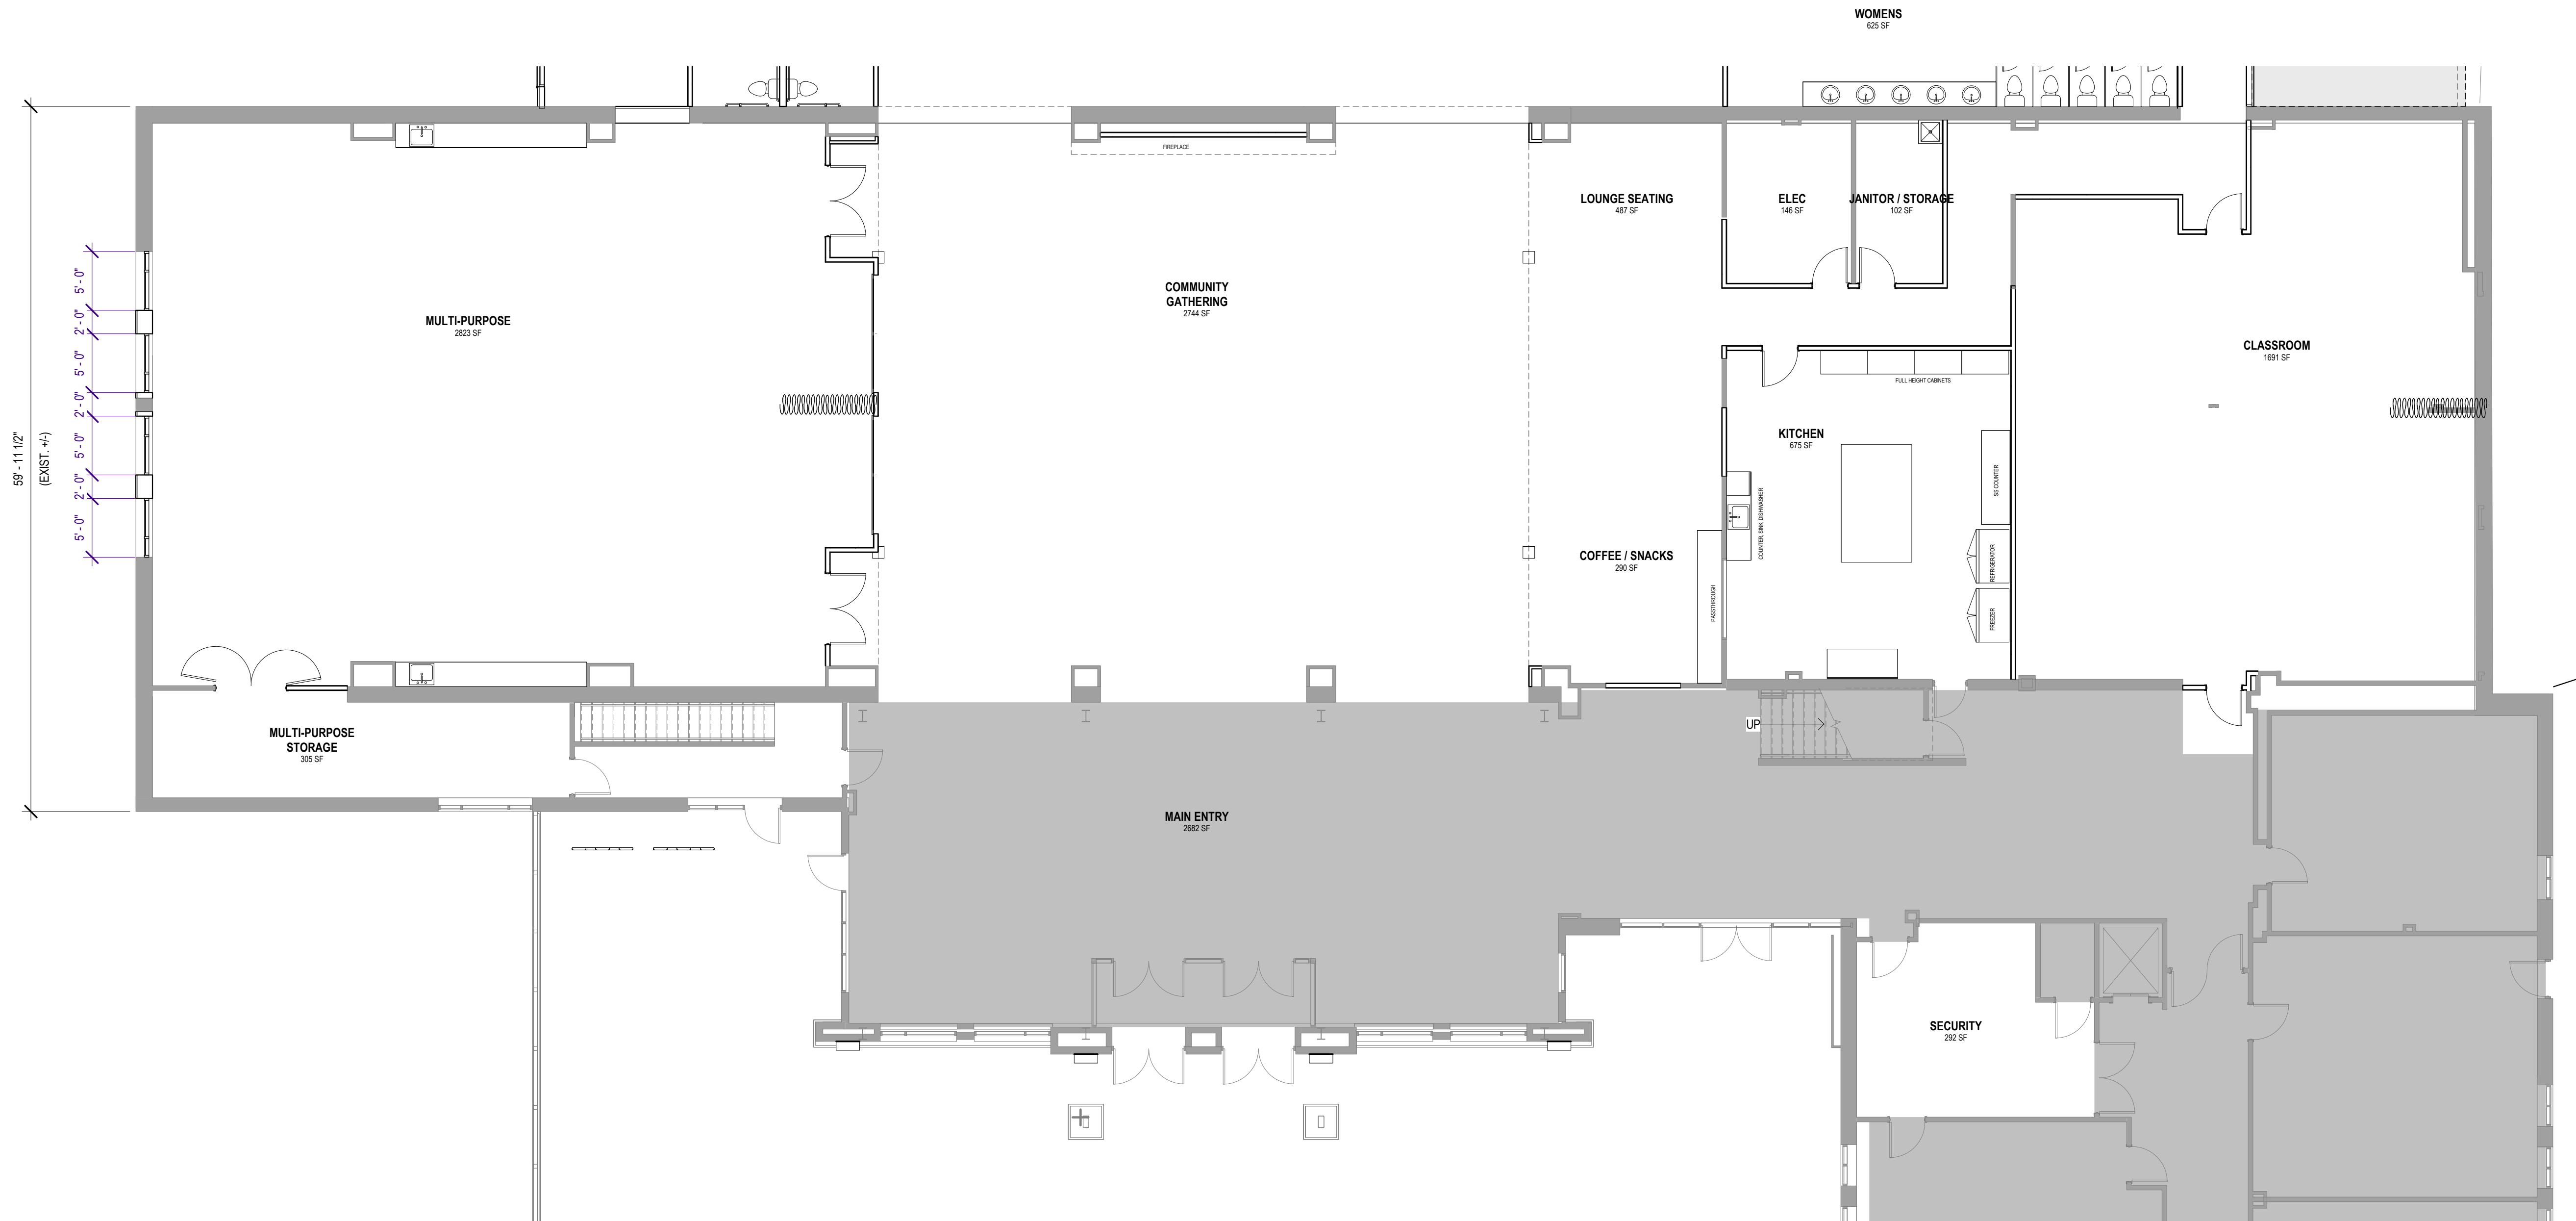 WOMENS
625 SF
FIREPLACE
LOUNGE SEATING
487 SF
ELEC
146 SF
JANITOR / STORAGE
102 SF
COMMUNITY
GATHERING
2744 SF
MULTI-PURPOSE
2823 SF
CLASSROOM
1691 SF
FULL HEIGHT CABINETS
KITCHEN
675 SF
59' - 11 1/2"
(EXIST. +/-)
5' - 0"
2' - 0"
5' - 0"
2' - 0"
5' - 0"
2' - 0"
5' - 0"
COUNTER, SINK, DISHWASHER
SS COUNTER
REFRIGERATOR
FREEZER
COFFEE / SNACKS
290 SF
PASSTHROUGH
MULTI-PURPOSE
STORAGE
305 SF
UP
MAIN ENTRY
2682 SF
SECURITY
292 SF